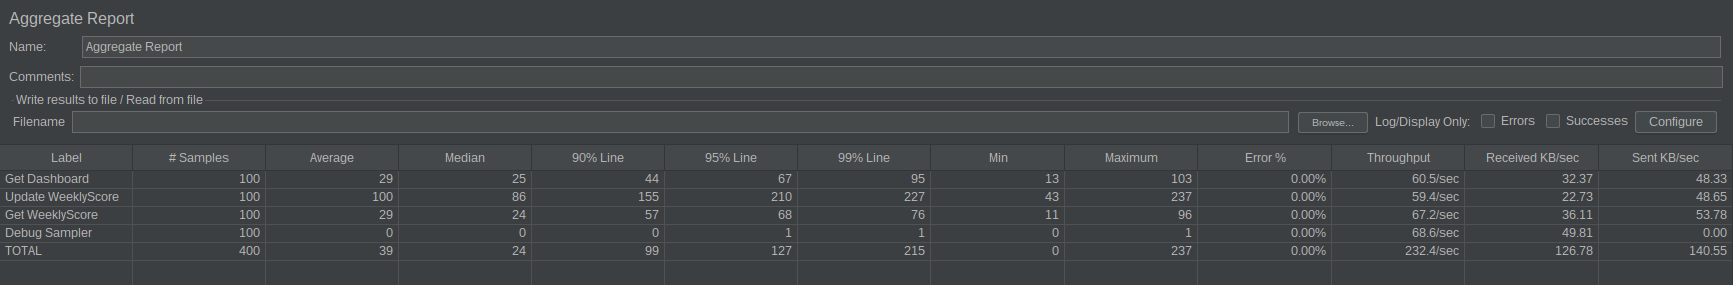 Aggregate Report
Name: Aggregate Report
Comments:
Write results to file / Read from file
Filename Browse... Log/Display Only: Errors Successes Configure
Label # Samples Average Median 90% Line 95% Line 99% Line Min Maximum Error % Throughput Received KB/sec Sent KB/sec
Get Dashboard 100 29 25 44 67 95 13 103 0.00% 60.5/sec 32.37 48.33
Update WeeklyScore 100 100 86 155 210 227 43 237 0.00% 59.4/sec 22.73 48.65
Get WeeklyScore 100 29 24 57 68 76 11 96 0.00% 67.2/sec 36.11 53.78
Debug Sampler 100 0 0 0 1 1 0 1 0.00% 68.6/sec 49.81 0.00
TOTAL 400 39 24 99 127 215 0 237 0.00% 232.4/sec 126.78 140.55